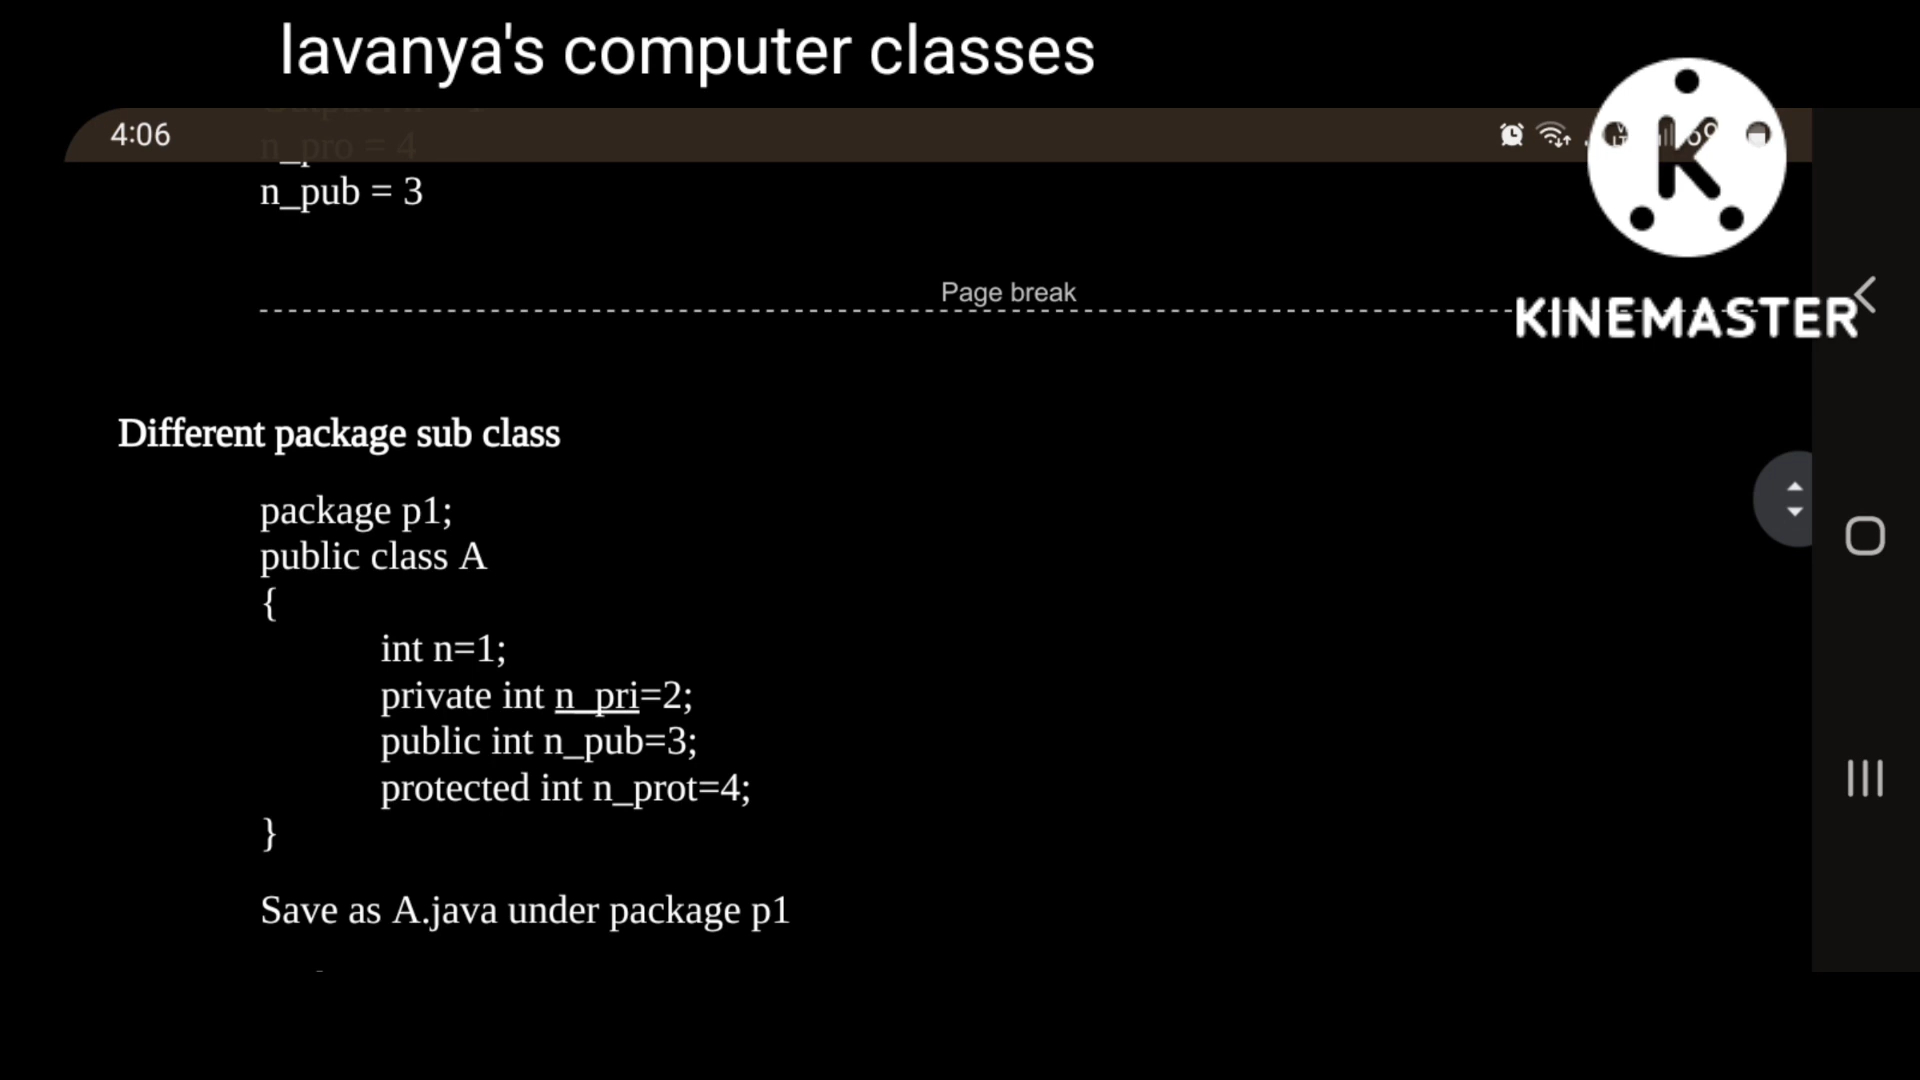 lavanya's computer classes
4:06
n_pro = 4
n_pub = 3
Page break
KINEMASTER
Different package sub class
package p1;
public class A
{
int n=1;
private int n_pri=2;
public int n_pub=3;
protected int n_prot=4;
}
Save as A.java under package p1